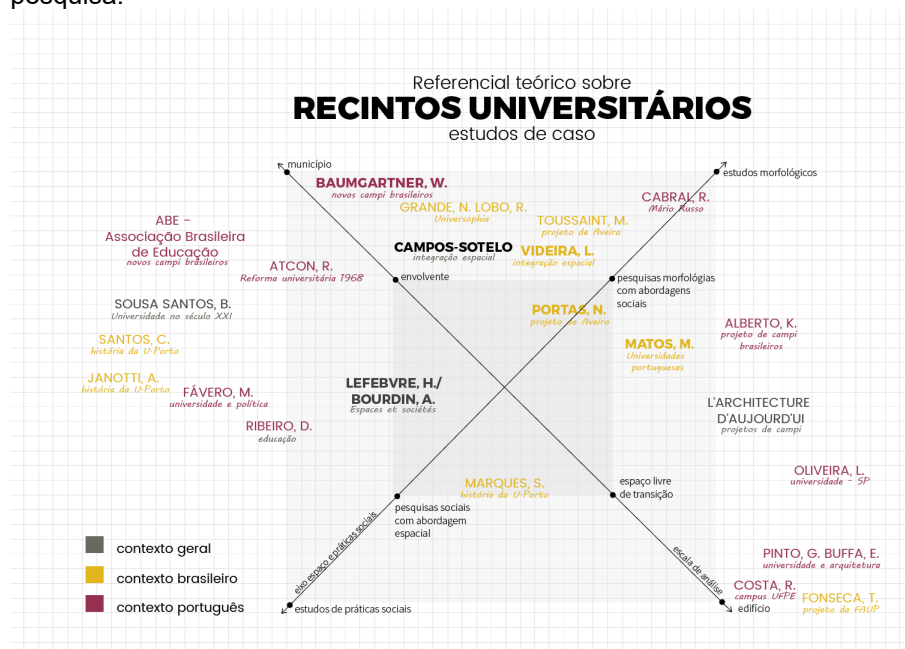 pesquisa.
Referencial teórico sobre
RECINTOS UNIVERSITÁRIOS
estudos de caso
município
estudos morfológicos
BAUMGARTNER, W.
novos campi brasileiros
CABRAL, R.
Mário Russo
GRANDE, N. LOBO, R.
Universophia
TOUSSAINT, M.
projeto de Aveiro
ABE -
Associação Brasileira
de Educação
novos campi brasileiros
CAMPOS-SOTELO
integração espacial
VIDEIRA, L.
integração espacial
ATCON, R.
Reforma universitária 1968
envolvente
pesquisas morfológias
com abordagens
sociais
SOUSA SANTOS, B.
Universidade no século XXI
PORTAS, N.
projeto de Aveiro
ALBERTO, K.
projeto de campi
brasileiros
SANTOS, C.
história da U.Porto
MATOS, M.
Universidades
portuguesas
JANOTTI, A.
história da U.Porto
FÁVERO, M.
universidade e política
LEFEBVRE, H./
BOURDIN, A.
Espaces et sociétés
L'ARCHITECTURE
D'AUJOURD'UI
projetos de campi
RIBEIRO, D.
educação
OLIVEIRA, L.
universidade - SP
MARQUES, S.
história da U.Porto
espaço livre
de transição
pesquisas sociais
com abordagem
espacial
eixo espaço e práticas sociais
escala de análise
contexto geral
contexto brasileiro
contexto português
PINTO, G. BUFFA, E.
universidade e arquitetura
COSTA, R.
campus UFPE
FONSECA, T.
projeto da FAUP
estudos de práticas sociais
edifício